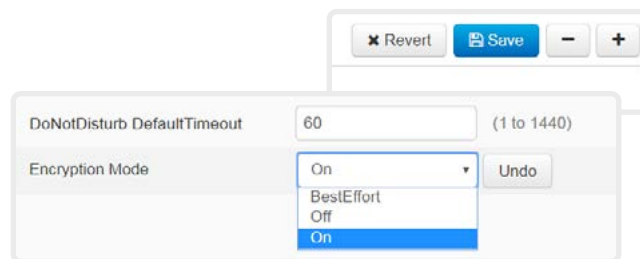 Revert Save
DoNotDisturb DefaultTimeout 60 (1 to 1440)
Encryption Mode On Undo
BestEffort
Off
On